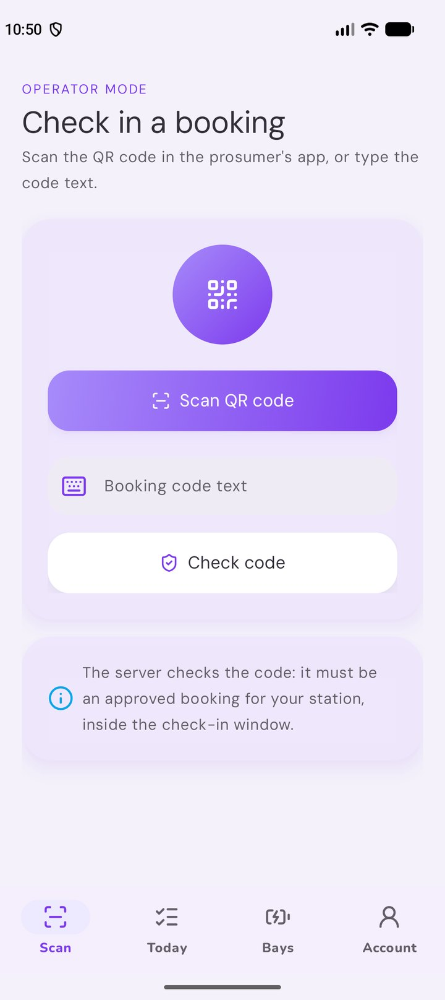 10:50
OPERATOR MODE
Check in a booking
Scan the QR code in the prosumer's app, or type the
code text.
Scan QR code
Booking code text
Check code
The server checks the code: it must be
an approved booking for your station,
inside the check-in window.
Scan
Today
Bays
Account